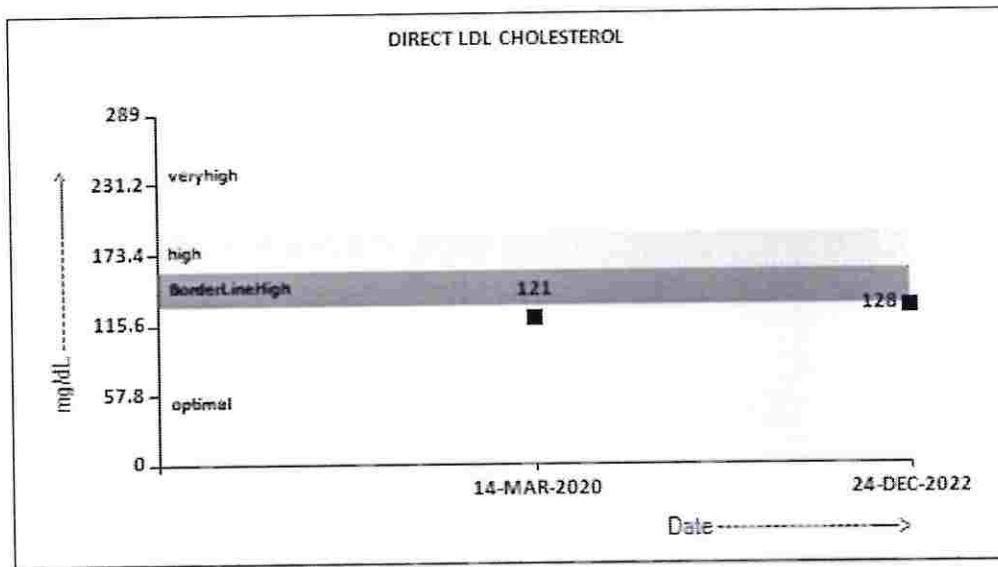 DIRECT LDL CHOLESTEROL
289
231.2
veryhigh
173.4
high
BorderLineHigh
121
128
115.6
57.8
optimal
0
mg/dL
14-MAR-2020
24-DEC-2022
Date